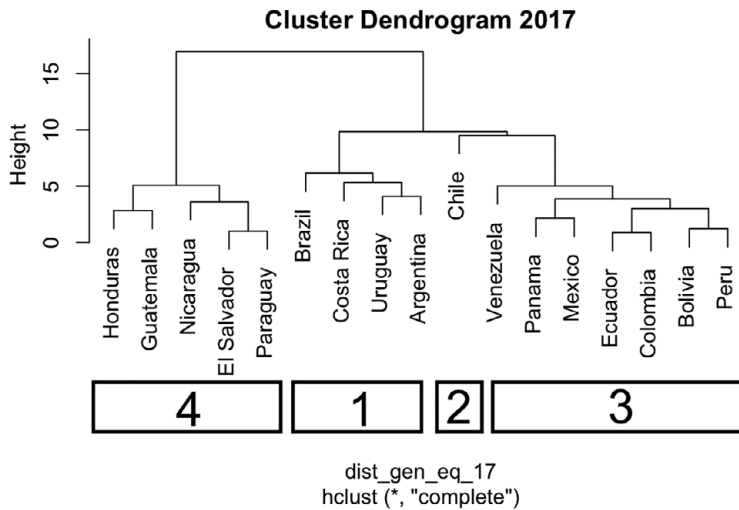 Cluster Dendrogram 2017
Height
15
10
5
0
Honduras
Guatemala
Nicaragua
El Salvador
Paraguay
Brazil
Costa Rica
Uruguay
Argentina
Chile
Venezuela
Panama
Mexico
Ecuador
Colombia
Bolivia
Peru
4
1
2
3
dist_gen_eq_17
hclust (*, "complete")